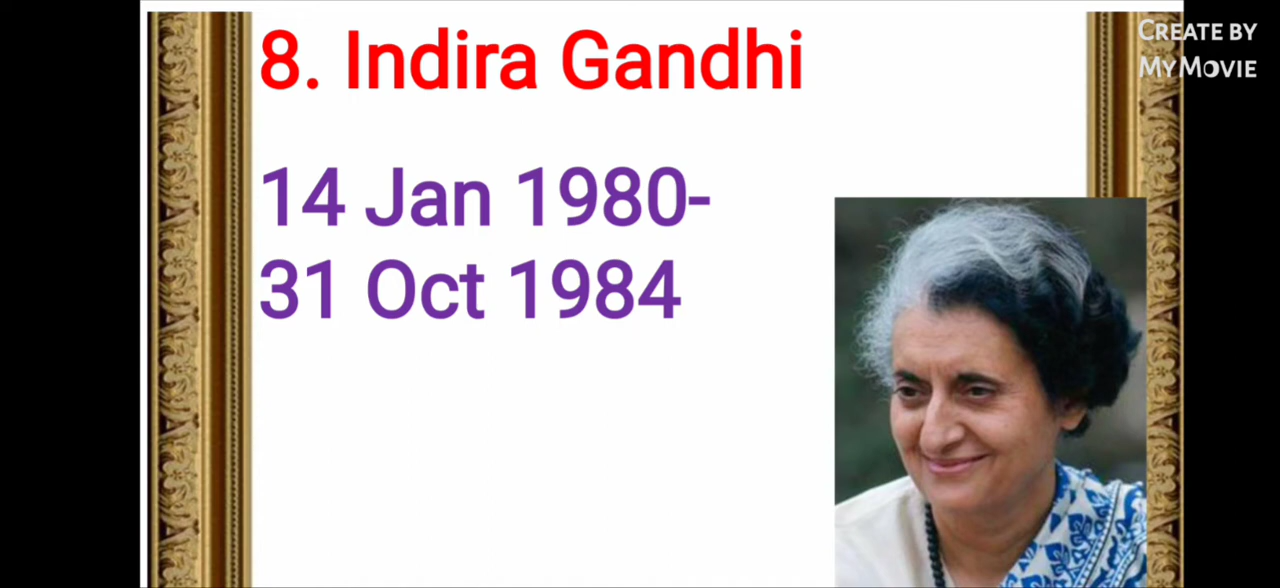 8. Indira Gandhi
14 Jan 1980-
31 Oct 1984
CREATE BY
MYMOVIE